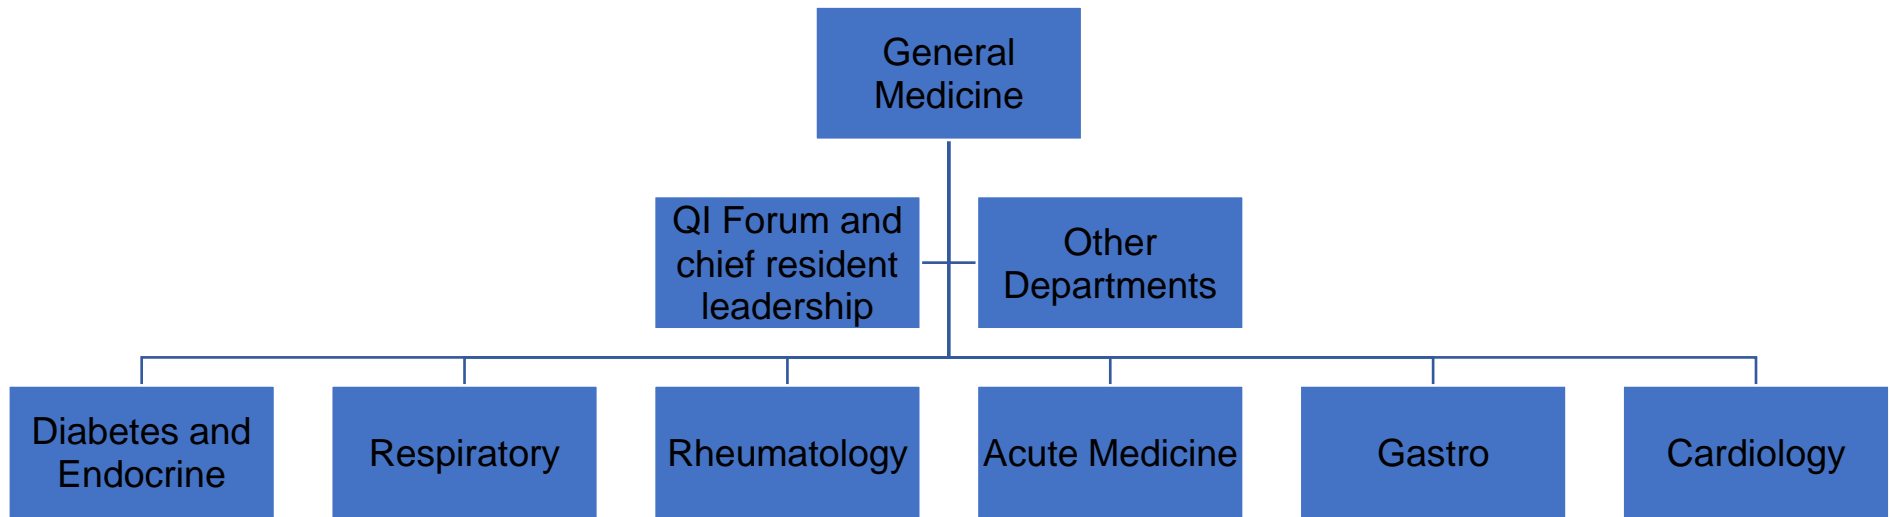 General
Medicine
QI Forum and
chief resident
leadership
Other
Departments
Diabetes and
Endocrine
Respiratory
Rheumatology
Acute Medicine
Gastro
Cardiology